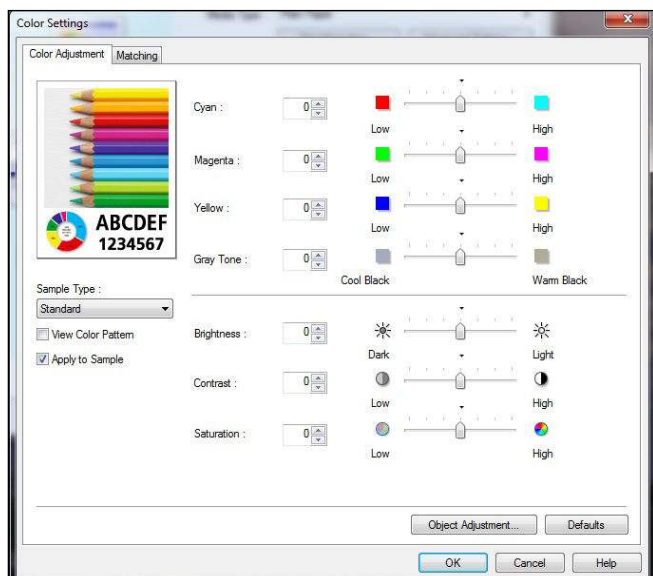 Color Settings
Color Adjustment Matching
ABCDEF
1234567
Sample Type :
Standard
View Color Pattern
Apply to Sample
Cyan : 0
Low High
Magenta : 0
Low High
Yellow : 0
Low High
Gray Tone : 0
Cool Black Warm Black
Brightness : 0
Dark Light
Contrast : 0
Low High
Saturation : 0
Low High
Object Adjustment... Defaults
OK Cancel Help